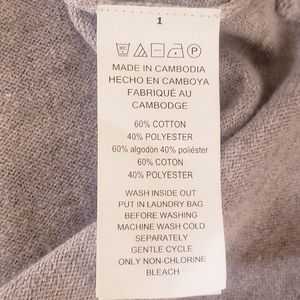 1
MADE IN CAMBODIA
HECHO EN CAMBOYA
FABRIQUÉ AU
CAMBODGE
60% COTTON
40% POLYESTER
60% algodón 40% poliéster
60% COTON
40% POLYESTER
WASH INSIDE OUT
PUT IN LAUNDRY BAG
BEFORE WASHING
MACHINE WASH COLD
SEPARATELY
GENTLE CYCLE
ONLY NON-CHLORINE
BLEACH